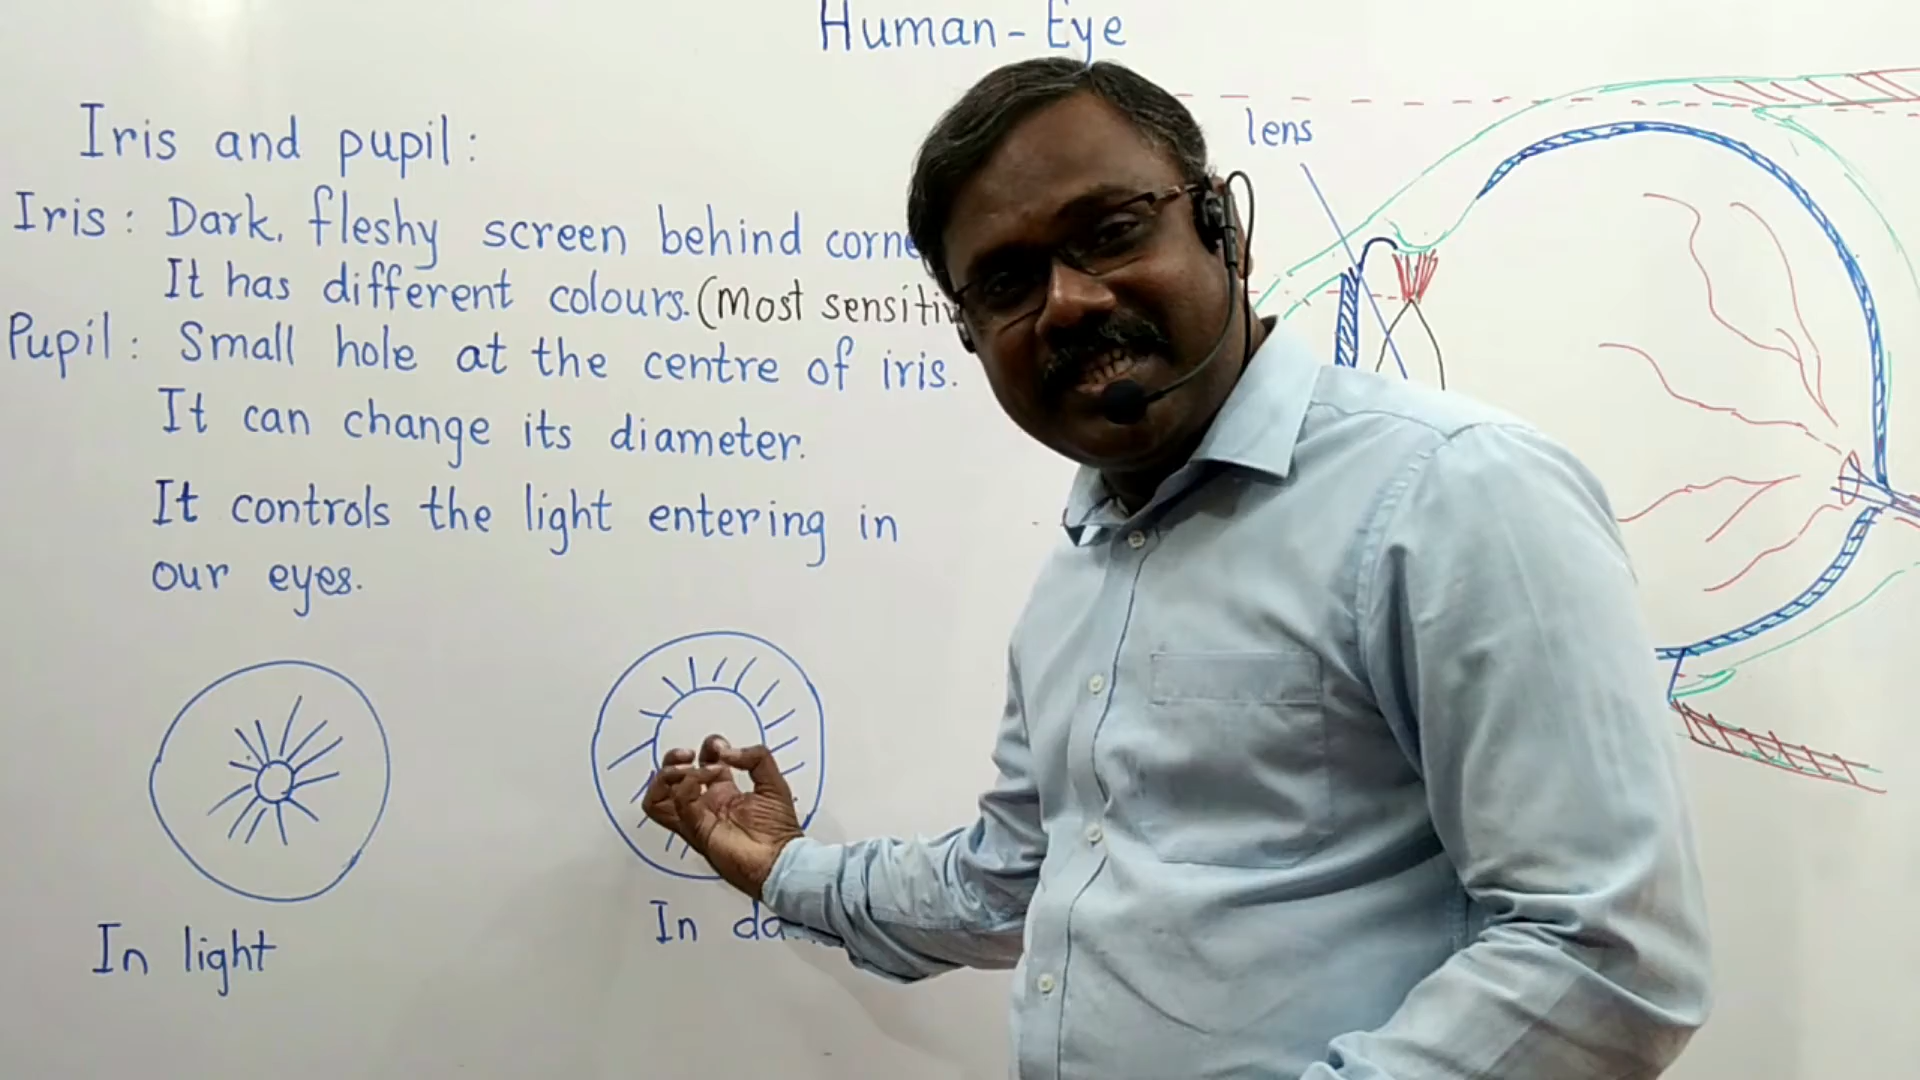 Human - Eye
Iris and pupil:
Iris: Dark, fleshy screen behind
It has different colours. (Most
Pupil: Small hole at the centre of iris.
It can change its diameter.
It controls the light entering in
our eyes.
In light
In
lens